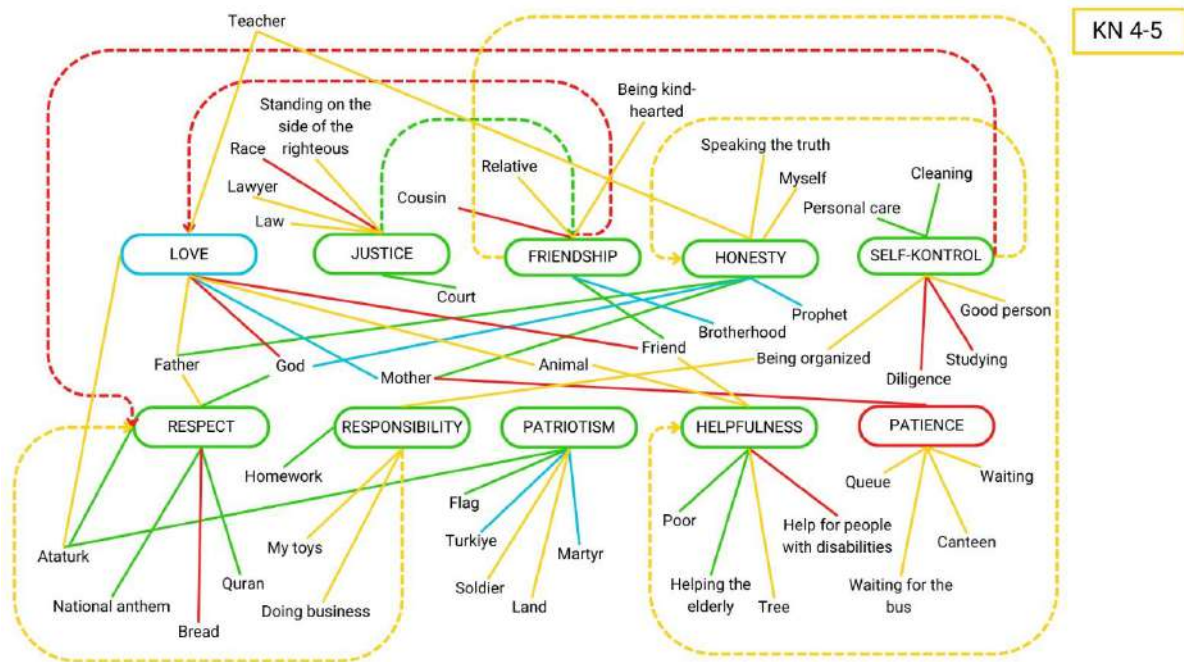 Teacher
KN 4-5
Being kind-
hearted
Standing on the
side of the
righteous
Race
Relative
Speaking the truth
Myself
Cleaning
Lawyer
Cousin
Personal care
Law
LOVE
JUSTICE
FRIENDSHIP
HONESTY
SELF-KONTROL
Court
Prophet
Good person
Brotherhood
Father
God
Mother
Animal
Friend
Being organized
Studying
Diligence
RESPECT
RESPONSIBILITY
PATRIOTISM
HELPFULNESS
PATIENCE
Homework
Flag
Queue
Waiting
Poor
Ataturk
My toys
Turkiye
Martyr
Help for people
with disabilities
Canteen
National anthem
Quran
Bread
Doing business
Soldier
Land
Helping the
elderly
Tree
Waiting for the
bus